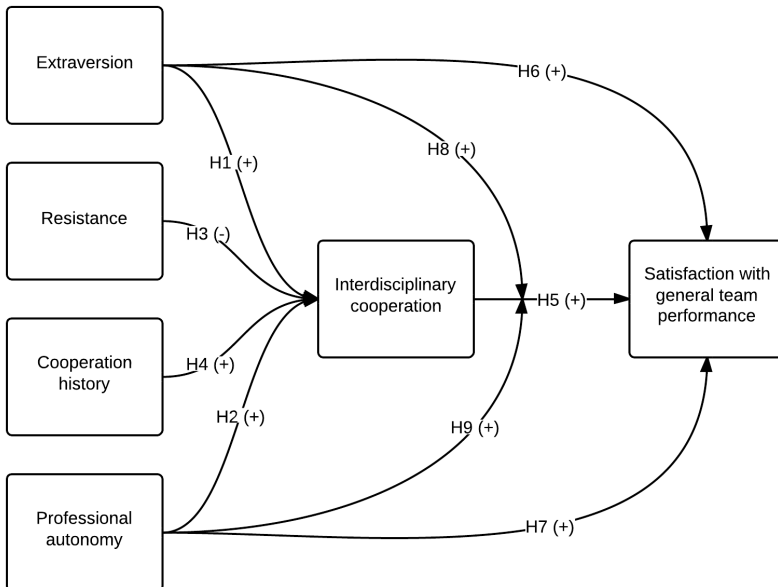 Extraversion
H6 (+)
H8 (+)
H1 (+)
Resistance
H3 (-)
Interdisciplinary
cooperation
H5 (+)
Satisfaction with
general team
performance
Cooperation
history
H4 (+)
H2 (+)
H9 (+)
Professional
autonomy
H7 (+)